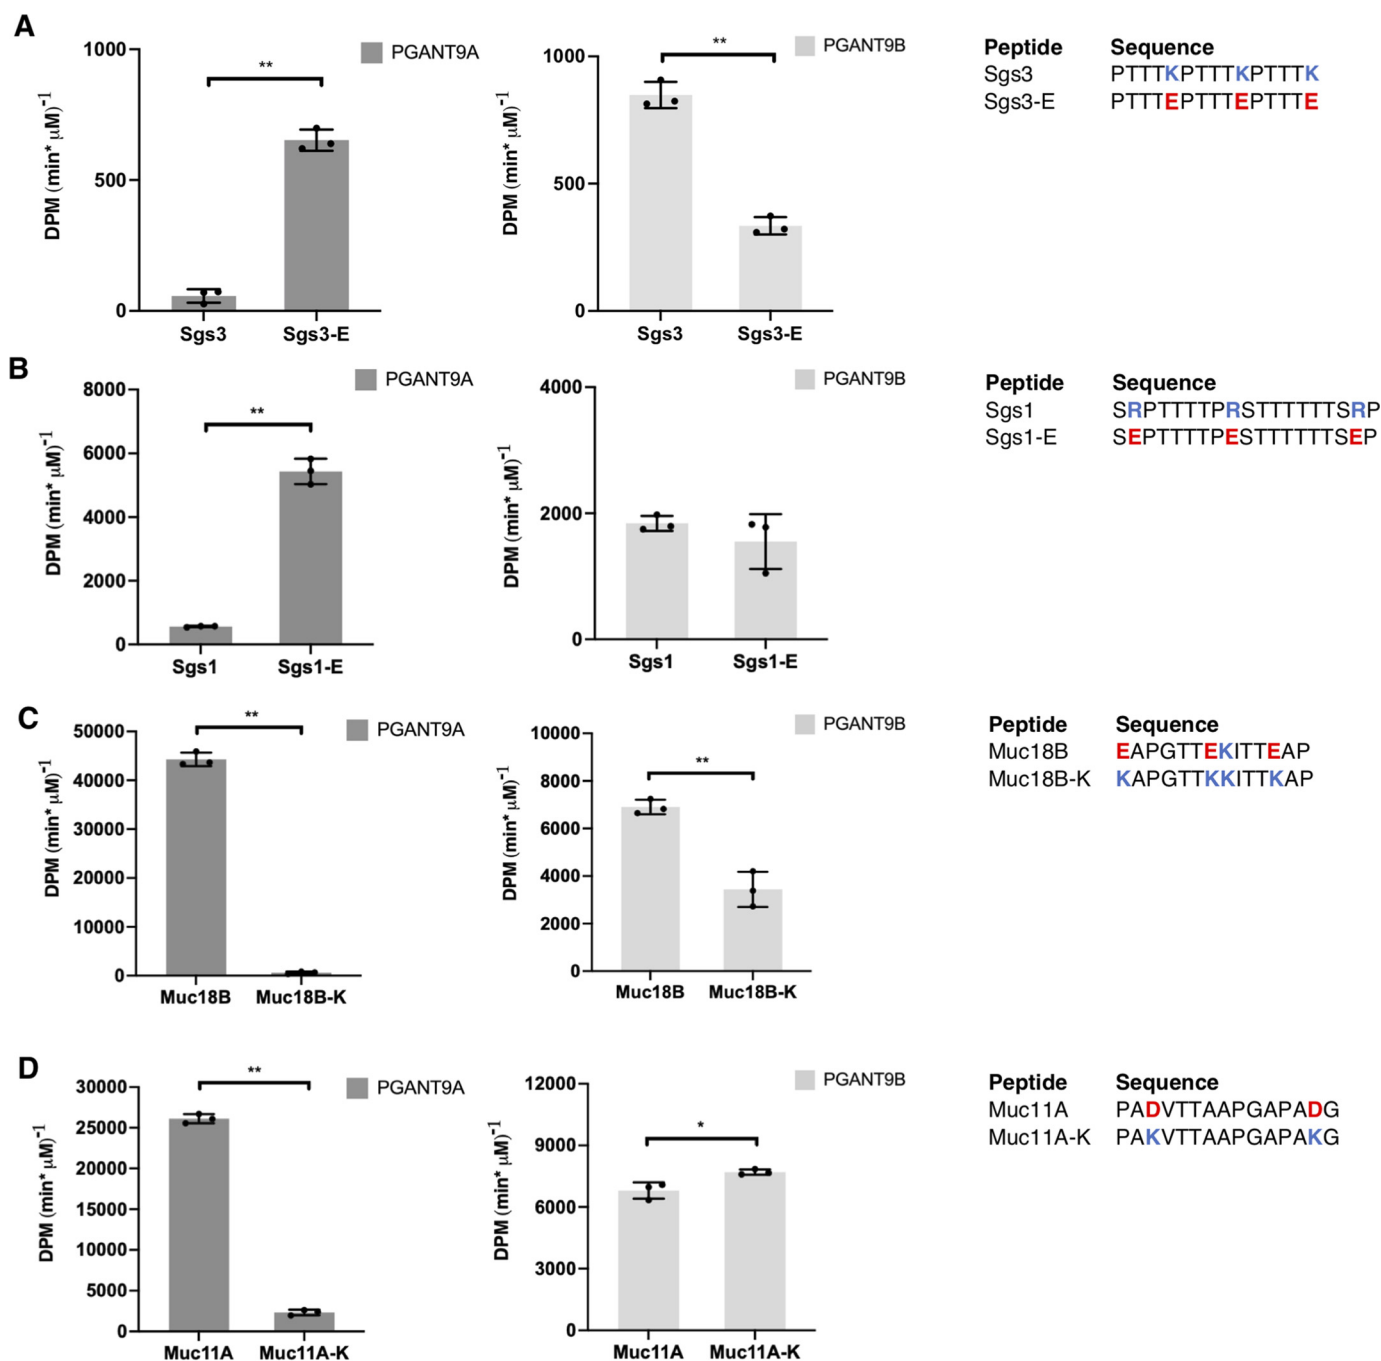 A
PGANT9A
PGANT9B
**
**
DPM (min* µM)⁻¹
1000
500
0
Sgs3
Sgs3-E
DPM (min* µM)⁻¹
1000
500
0
Sgs3
Sgs3-E
Peptide Sequence
Sgs3 PTTTKPTTTKPTTTK
Sgs3-E PTTTEPTTTEPTTTE
B
PGANT9A
PGANT9B
**
DPM (min* µM)⁻¹
8000
6000
4000
2000
0
Sgs1
Sgs1-E
DPM (min* µM)⁻¹
4000
2000
0
Sgs1
Sgs1-E
Peptide Sequence
Sgs1 SRPTTTTPRSTTTTTTSRP
Sgs1-E SEPTTTTPESTTTTTTSEP
C
PGANT9A
PGANT9B
**
**
DPM (min* µM)⁻¹
50000
40000
30000
20000
10000
0
Muc18B
Muc18B-K
DPM (min* µM)⁻¹
10000
8000
6000
4000
2000
0
Muc18B
Muc18B-K
Peptide Sequence
Muc18B EAPGTTEKITTEAP
Muc18B-K KAPGTTKKITTKAP
D
PGANT9A
PGANT9B
**
*
DPM (min* µM)⁻¹
30000
25000
20000
15000
10000
5000
0
Muc11A
Muc11A-K
DPM (min* µM)⁻¹
12000
9000
6000
3000
0
Muc11A
Muc11A-K
Peptide Sequence
Muc11A PADVTTAAPGAPADG
Muc11A-K PAKVTTAAPGAPAKG